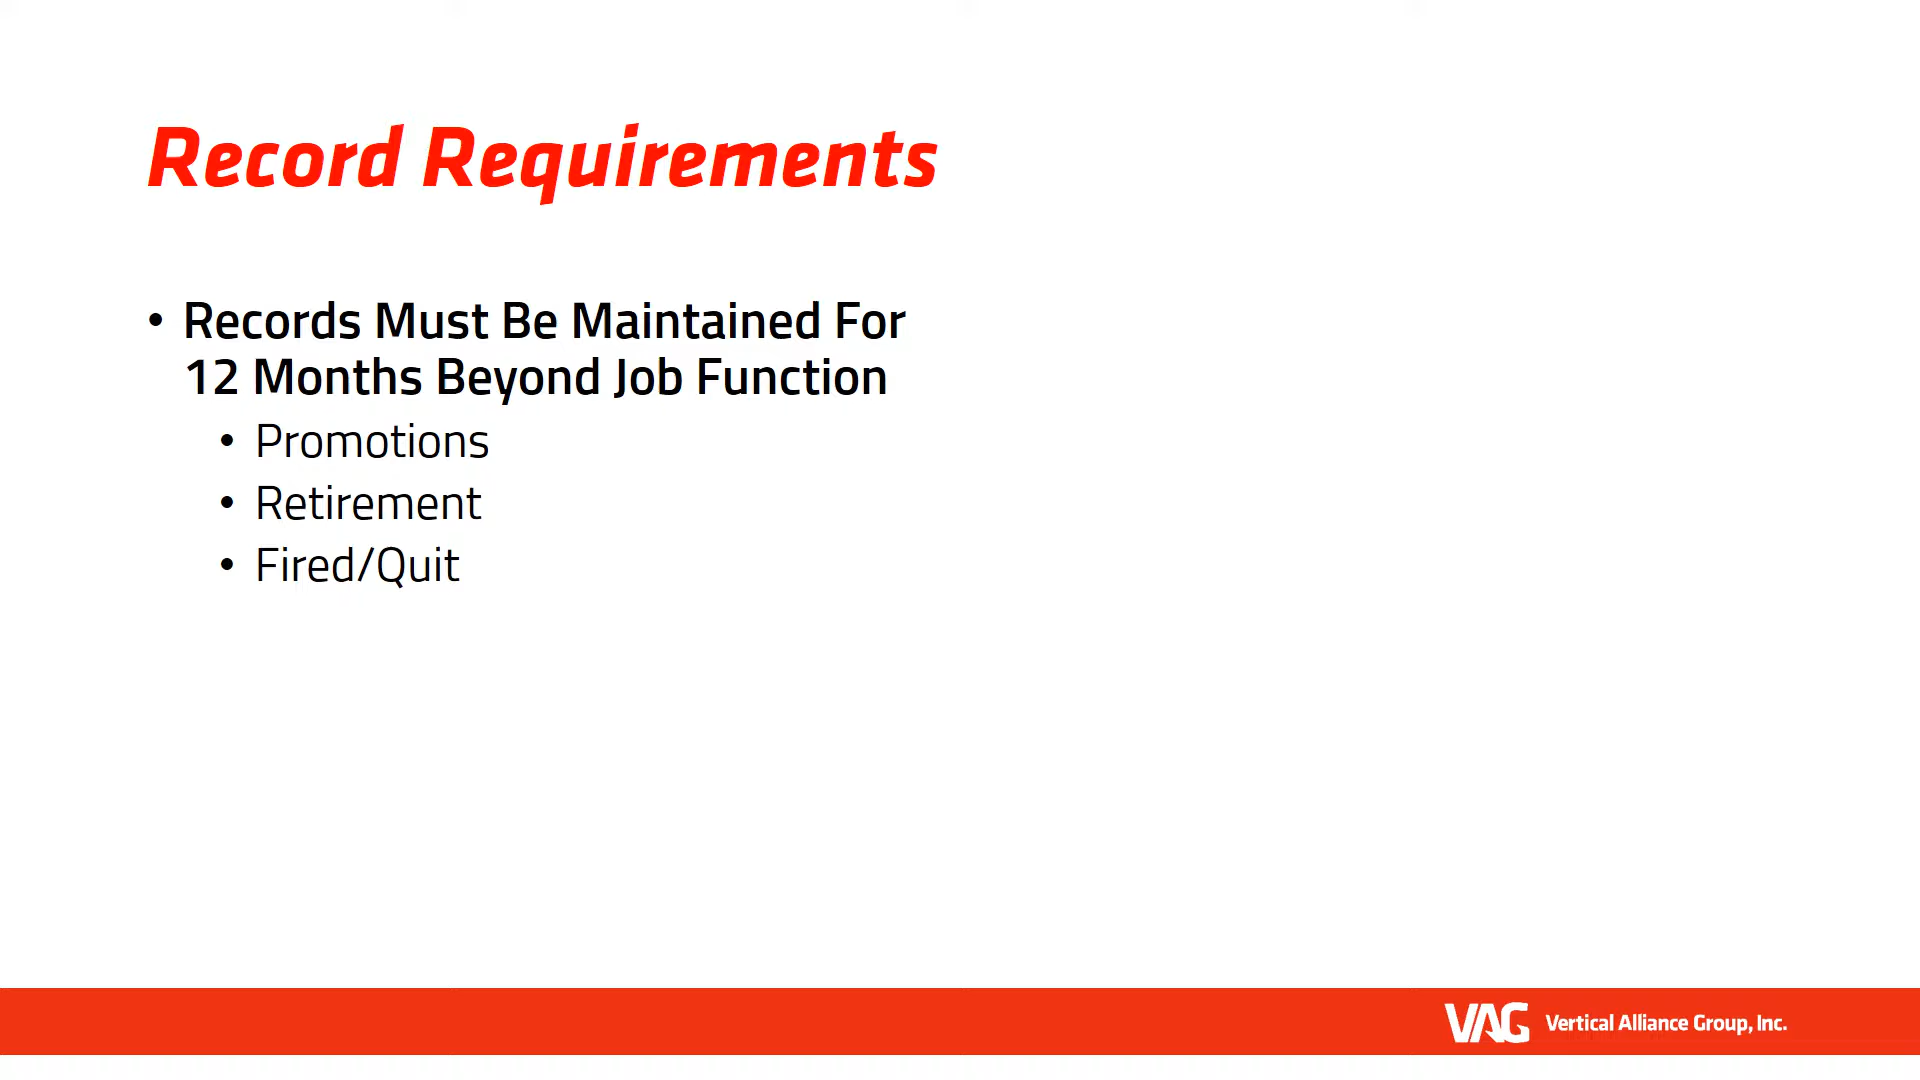 Record Requirements
• Records Must Be Maintained For
12 Months Beyond Job Function
• Promotions
• Retirement
• Fired/Quit
VAG Vertical Alliance Group, Inc.